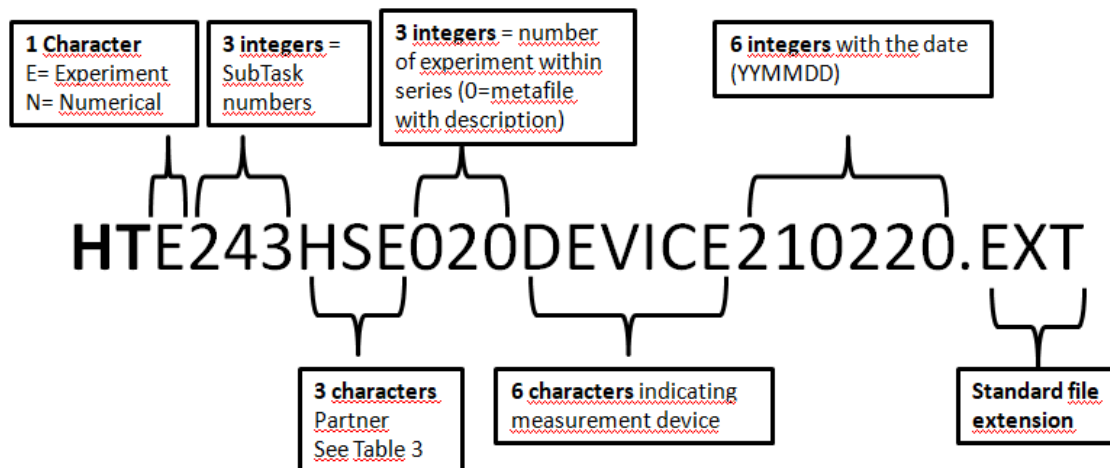 1 Character
E= Experiment
N= Numerical
3 integers =
SubTask
numbers
3 integers = number
of experiment within
series (0=metafile
with description)
6 integers with the date
(YYMMDD)
HTE243HSE020DEVICE210220.EXT
3 characters
Partner
See Table 3
6 characters indicating
measurement device
Standard file
extension